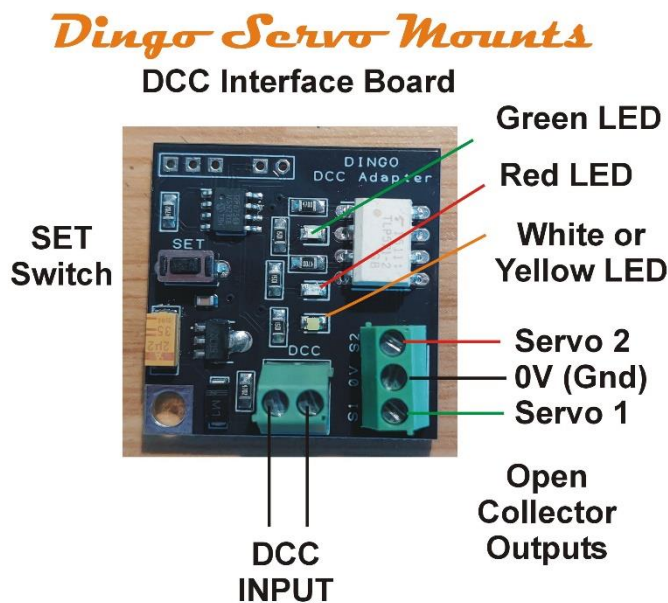 Dingo Servo Mounts
DCC Interface Board
Green LED
Red LED
White or
Yellow LED
SET
Switch
Servo 2
0V (Gnd)
Servo 1
Open
Collector
Outputs
DCC
INPUT
DINGO
DCC Adapter
SET
DCC
S2
0V
S1